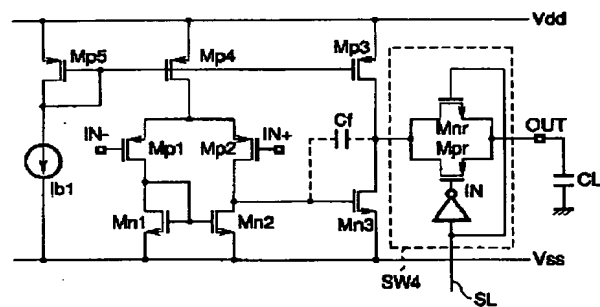 Vdd
Mp5
Mp4
Mp3
Cf
Mnr
OUT
IN-
Mp1
Mp2
IN+
Mpr
IN
CL
Ib1
Mn1
Mn2
Mn3
Vss
SW4
SL